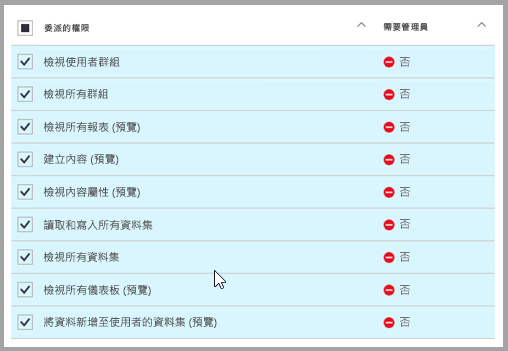 委派的權限 需要管理員
檢視使用者群組 否
檢視所有群組 否
檢視所有報表 (預覽) 否
建立內容 (預覽) 否
檢視內容屬性 (預覽) 否
讀取和寫入所有資料集 否
檢視所有資料集 否
檢視所有儀表板 (預覽) 否
將資料新增至使用者的資料集 (預覽) 否